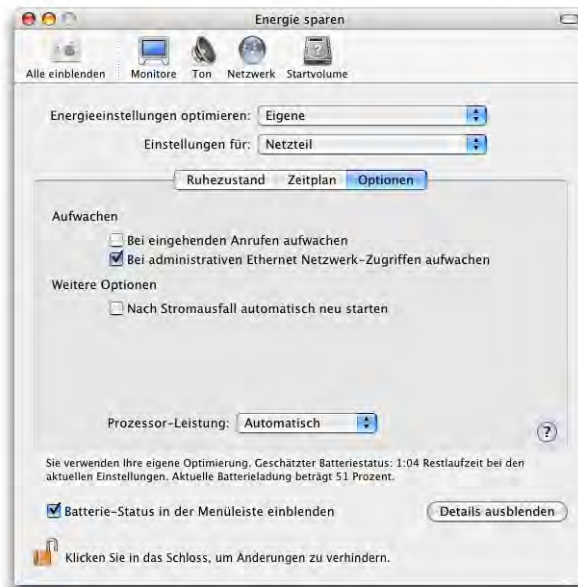 Energie sparen
Alle einblenden Monitore Ton Netzwerk Startvolume
Energieeinstellungen optimieren: Eigene
Einstellungen für: Netzteil
Ruhezustand Zeitplan Optionen
Aufwachen
Bei eingehenden Anrufen aufwachen
Bei administrativen Ethernet Netzwerk-Zugriffen aufwachen
Weitere Optionen
Nach Stromausfall automatisch neu starten
Prozessor-Leistung: Automatisch
?
Sie verwenden Ihre eigene Optimierung. Geschätzter Batteriestatus: 1:04 Restlaufzeit bei den
aktuellen Einstellungen. Aktuelle Batterieladung beträgt 51 Prozent.
Batterie-Status in der Menüleiste einblenden Details ausblenden
Klicken Sie in das Schloss, um Änderungen zu verhindern.